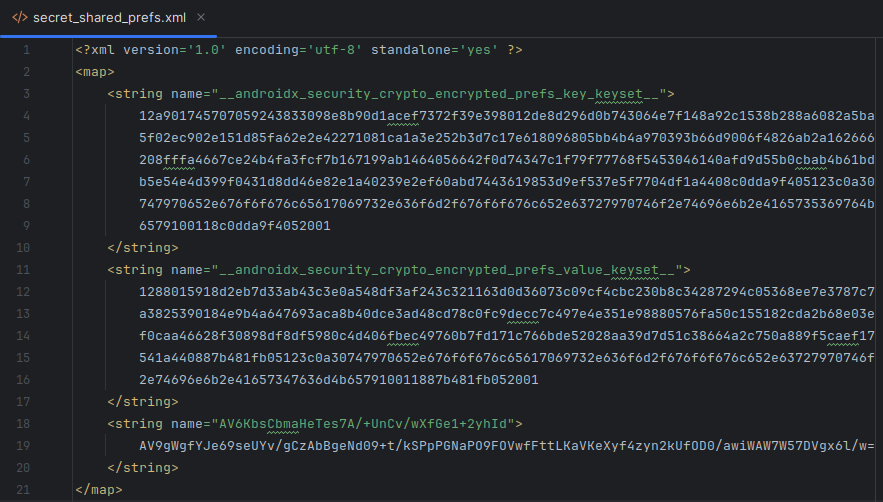 secret_shared_prefs.xml
1 <?xml version='1.0' encoding='utf-8' standalone='yes' ?>
2 <map>
3 <string name="__androidx_security_crypto_encrypted_prefs_key_keyset__">
4 12a901745707059243833098e8b90d1acef7372f39e398012de8d296d0b743064e7f148a92c1538b288a6082a5ba
5 5f02ec902e151d85fa62e2e42271081ca1a3e252b3d7c17e618096805bb4b4a970393b66d9006f4826ab2a162666
6 208fffa4667ce24b4fa3fcf7b167199ab1464056642f0d74347c1f79f77768f5453046140afd9d55b0cbab4b61bd
7 b5e54e4d399f0431d8dd46e82e1a40239e2ef60abd7443619853d9ef537e5f7704df1a4408c0dda9f405123c0a30
8 747970652e676f6f676c65617069732e636f6d2f676f6f676c652e63727970746f2e74696e6b2e4165735369764b
9 6579100118c0dda9f4052001
10 </string>
11 <string name="__androidx_security_crypto_encrypted_prefs_value_keyset__">
12 1288015918d2eb7d33ab43c3e0a548df3af243c321163d0d36073c09cf4cbc230b8c34287294c05368ee7e3787c7
13 a3825390184e9b4a647693aca8b40dce3ad48cd78c0fc9decc7c497e4e351e98880576fa50c155182cda2b68e03e
14 f0caa46628f30898df8df5980c4d406fbec49760b7fd171c766bde52028aa39d7d51c38664a2c750a889f5caef17
15 541a440887b481fb05123c0a30747970652e676f6f676c65617069732e636f6d2f676f6f676c652e63727970746f
16 2e74696e6b2e41657347636d4b657910011887b481fb052001
17 </string>
18 <string name="AV6KbsCbmaHeTes7A/+UnCv/wXfGe1+2yhId">
19 AV9gWgfYJe69seUYv/gCzAbBgeNd09+t/kSPpPGNaPO9FOVwfFttLKaVKeXyf4zyn2kUfOD0/awiWAW7W57DVgx6l/w=
20 </string>
21 </map>